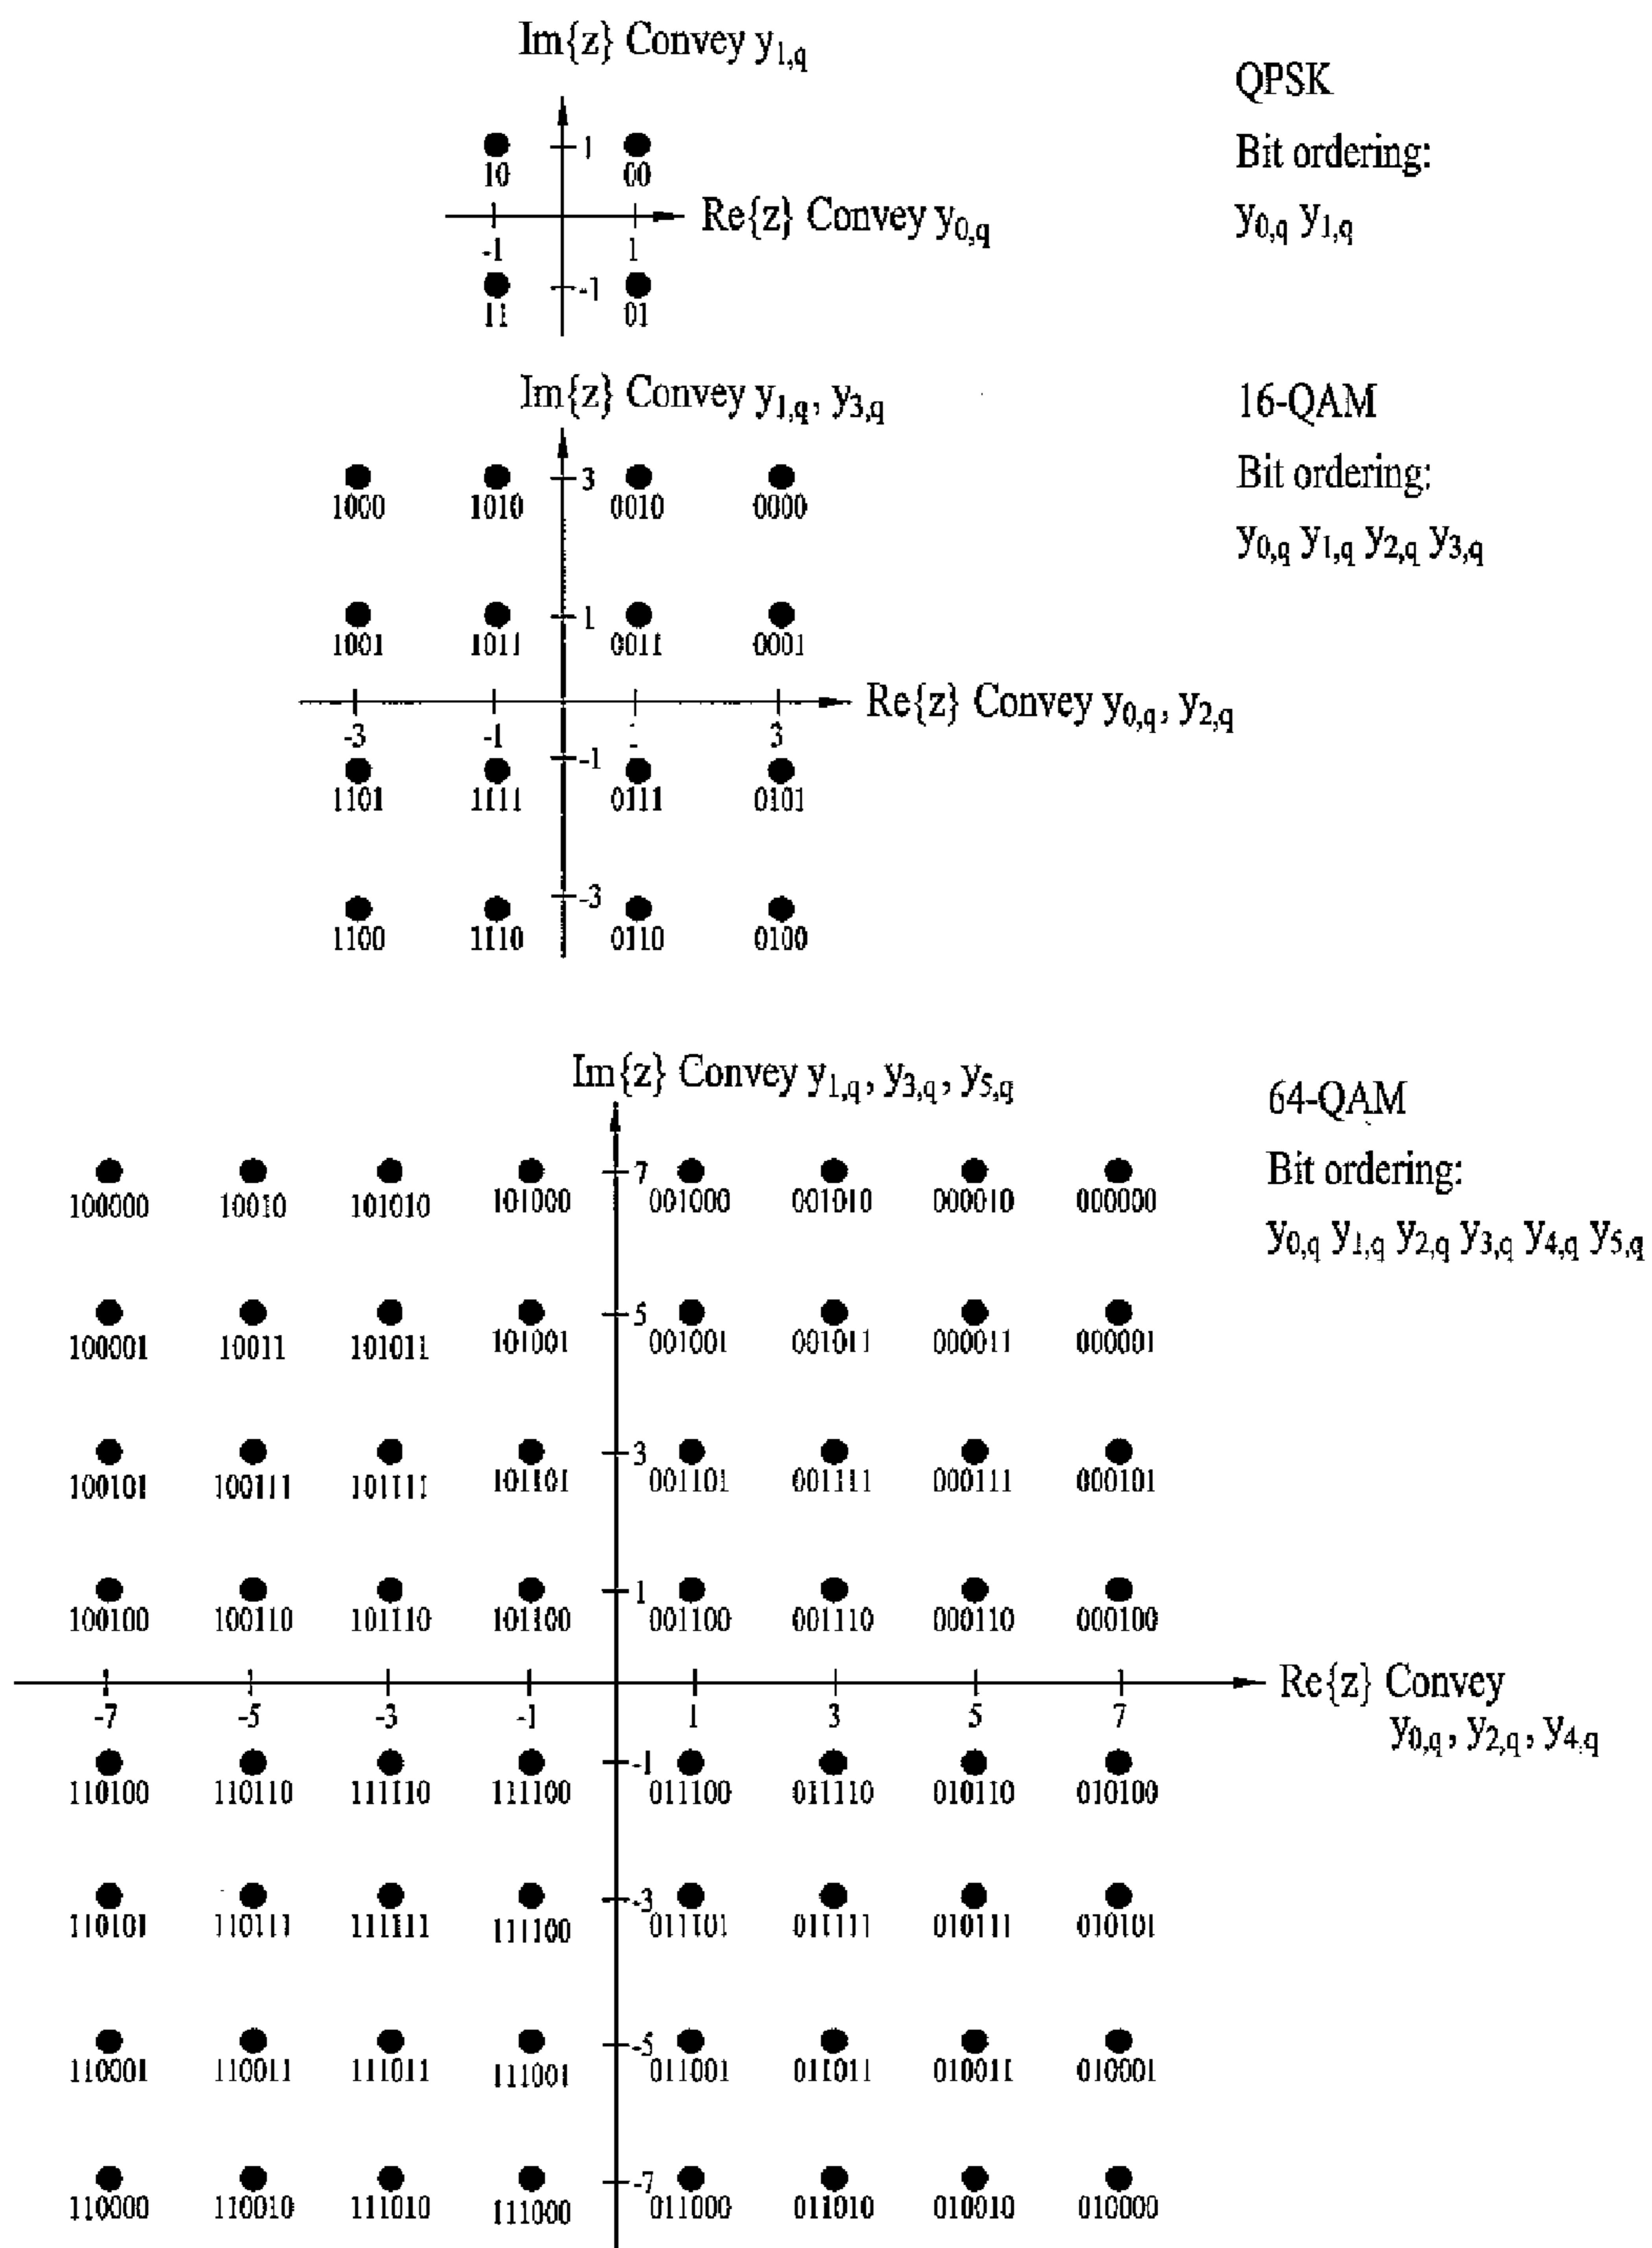 Im{z} Convey y1,q
QPSK
Bit ordering:
y0,q y1,q
1
10 00
Re{z} Convey y0,q
-1 1
-1
11 01
Im{z} Convey y1,q, y3,q
16-QAM
Bit ordering:
y0,q y1,q y2,q y3,q
3
1000 1010 0010 0000
1
1001 1011 0011 0001
Re{z} Convey y0,q, y2,q
-3 -1 1 3
-1
1101 1111 0111 0101
-3
1100 1110 0110 0100
Im{z} Convey y1,q, y3,q, y5,q
64-QAM
Bit ordering:
y0,q y1,q y2,q y3,q y4,q y5,q
7
100000 10010 101010 101000 001000 001010 000010 000000
5
100001 10011 101011 101001 001001 001011 000011 000001
3
100101 100111 101111 101101 001101 001111 000111 000101
1
100100 100110 101110 101100 001100 001110 000110 000100
Re{z} Convey
y0,q, y2,q, y4,q
-7 -5 -3 -1 1 3 5 7
-1
110100 110110 111110 111100 011100 011110 010110 010100
-3
110101 110111 111111 111100 011101 011111 010111 010101
-5
110001 110011 111011 111001 011001 011011 010011 010001
-7
110000 110010 111010 111000 011000 011010 010010 010000